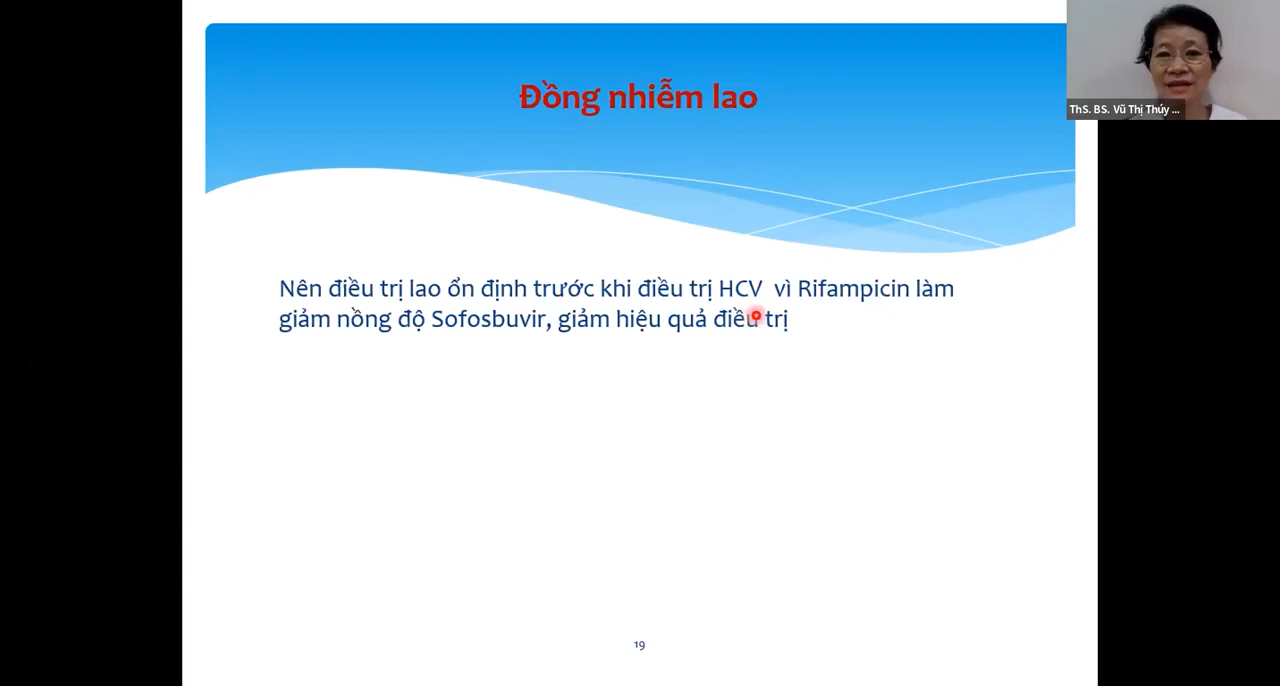 Đồng nhiễm lao
ThS. BS. Vũ Thị Thúy ...
Nên điều trị lao ổn định trước khi điều trị HCV vì Rifampicin làm
giảm nồng độ Sofosbuvir, giảm hiệu quả điều trị
19